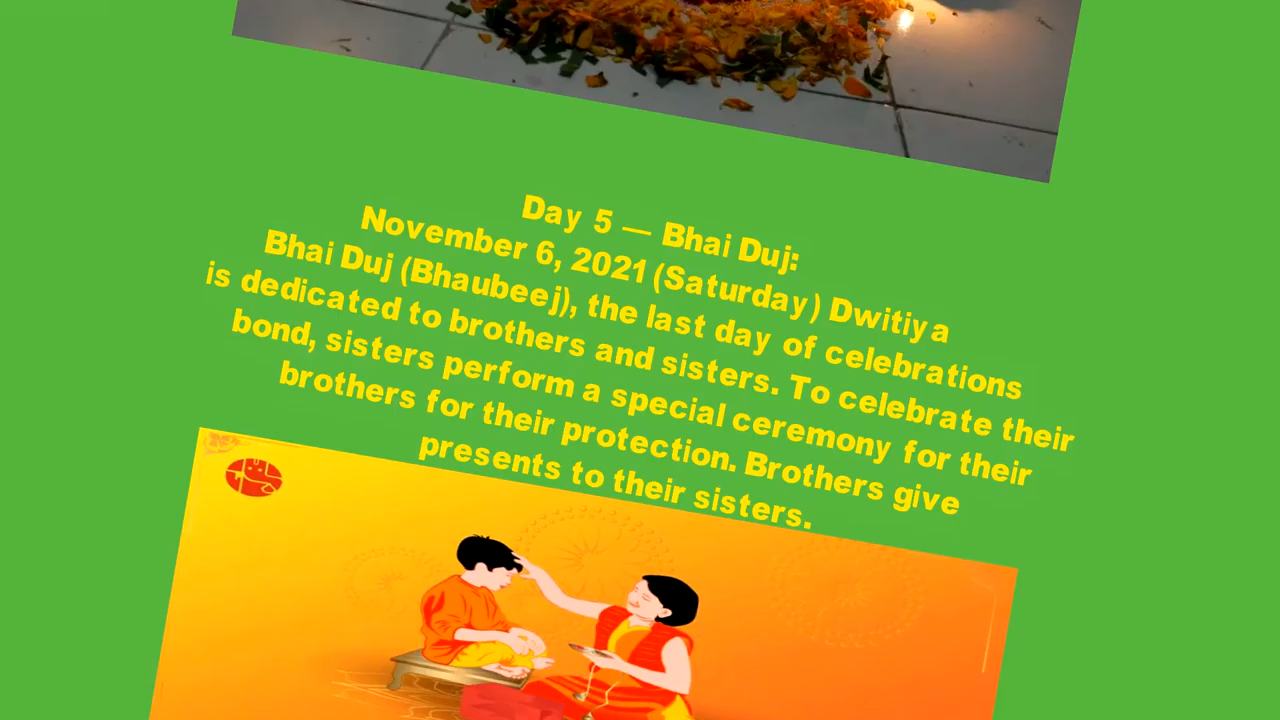 Day 5 — Bhai Duj:
November 6, 2021 (Saturday) Dwitiya
Bhai Duj (Bhaubeej), the last day of celebrations
is dedicated to brothers and sisters. To celebrate their
bond, sisters perform a special ceremony for their
brothers for their protection. Brothers give
presents to their sisters.